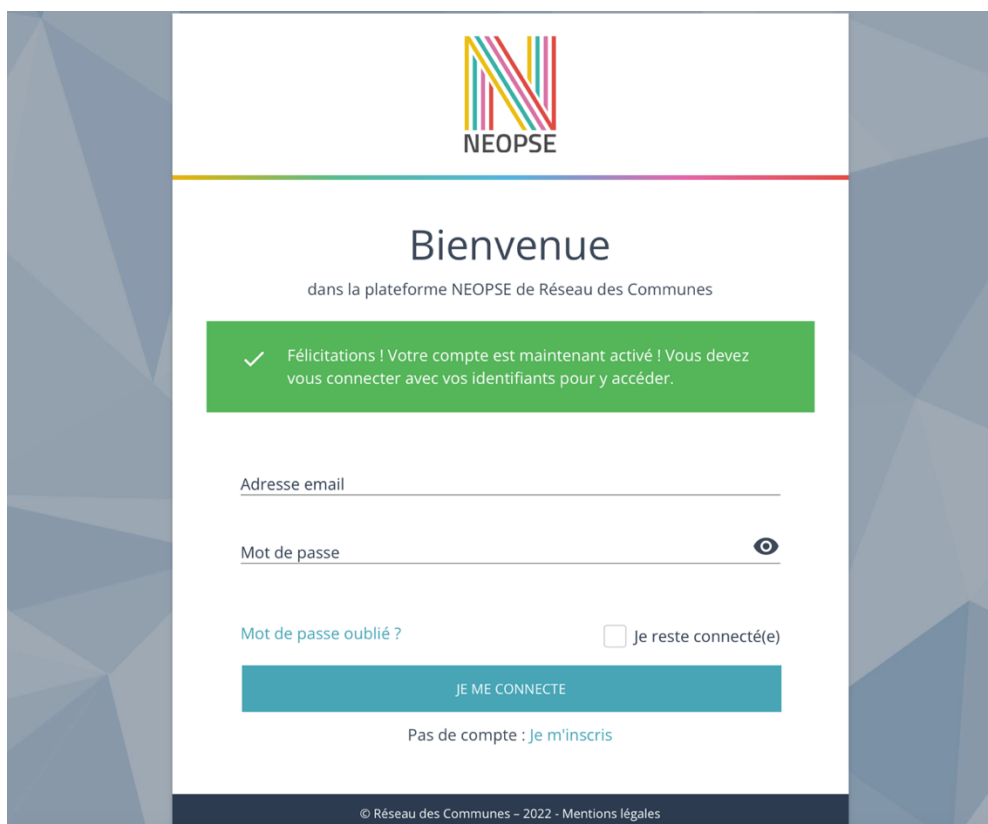 NEOPSE
Bienvenue
dans la plateforme NEOPSE de Réseau des Communes
Félicitations ! Votre compte est maintenant activé ! Vous devez
vous connecter avec vos identifiants pour y accéder.
Adresse email
Mot de passe
Mot de passe oublié ?
Je reste connecté(e)
JE ME CONNECTE
Pas de compte : Je m'inscris
© Réseau des Communes – 2022 - Mentions légales